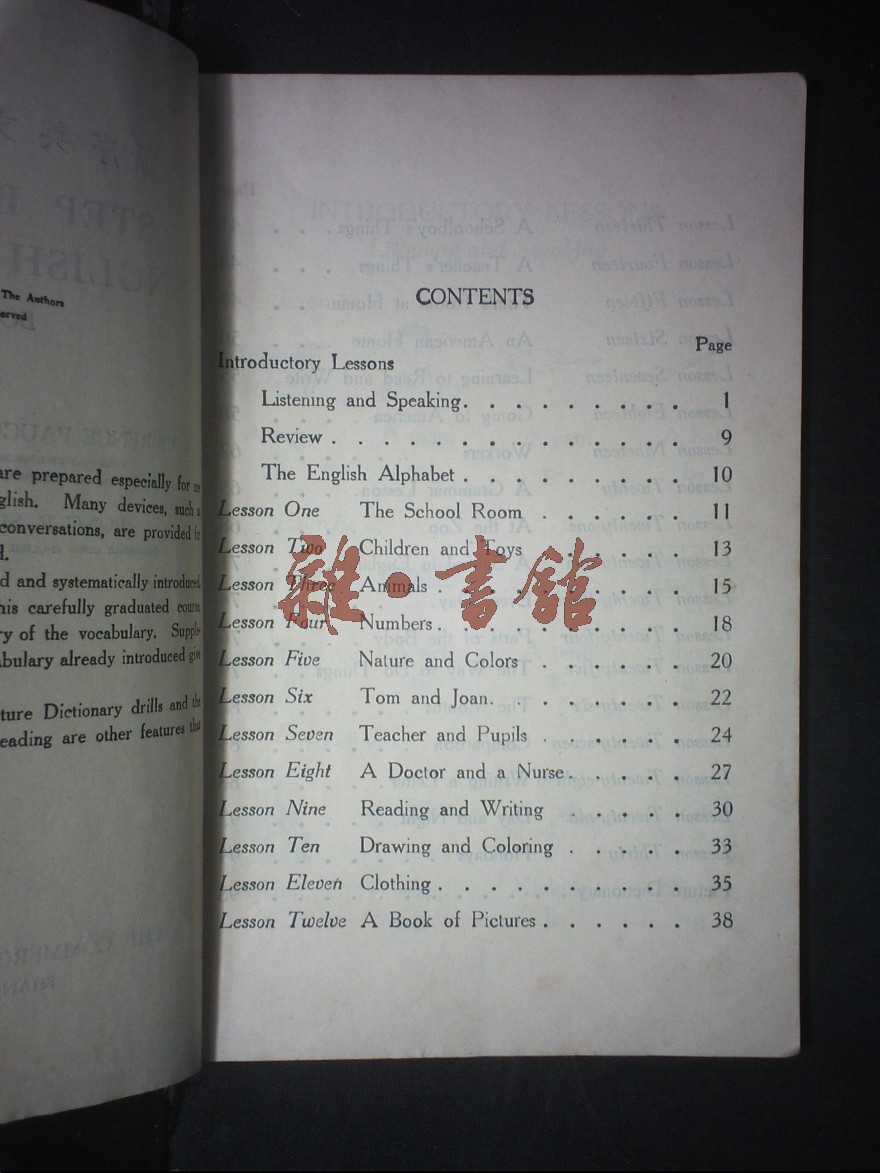 The Authors
are prepared especially for
glish. Many devices, such
conversations, are provided
d and systematically introduced
his carefully graduated course
ry of the vocabulary.
bulary already introduced
ture Dictionary drills and the
eading are other features
CONTENTS
Page
Introductory Lessons
Listening and Speaking. . . . . . . . . 1
Review . . . . . . . . . . . . . 9
The English Alphabet . . . . . . . . . 10
Lesson One The School Room . . . . . . 11
Lesson Two Children and Toys . . . . . 13
Lesson Three Animals . . . . . . . . . 15
Lesson Four Numbers . . . . . . . . . . 18
Lesson Five Nature and Colors . . . . . . 20
Lesson Six Tom and Joan. . . . . . . . 22
Lesson Seven Teacher and Pupils . . . . . . 24
Lesson Eight A Doctor and a Nurse . . . . . 27
Lesson Nine Reading and Writing . . . . . 30
Lesson Ten Drawing and Coloring . . . . . 33
Lesson Eleven Clothing . . . . . . . . . . 35
Lesson Twelve A Book of Pictures . . . . . . 38
雜·書館